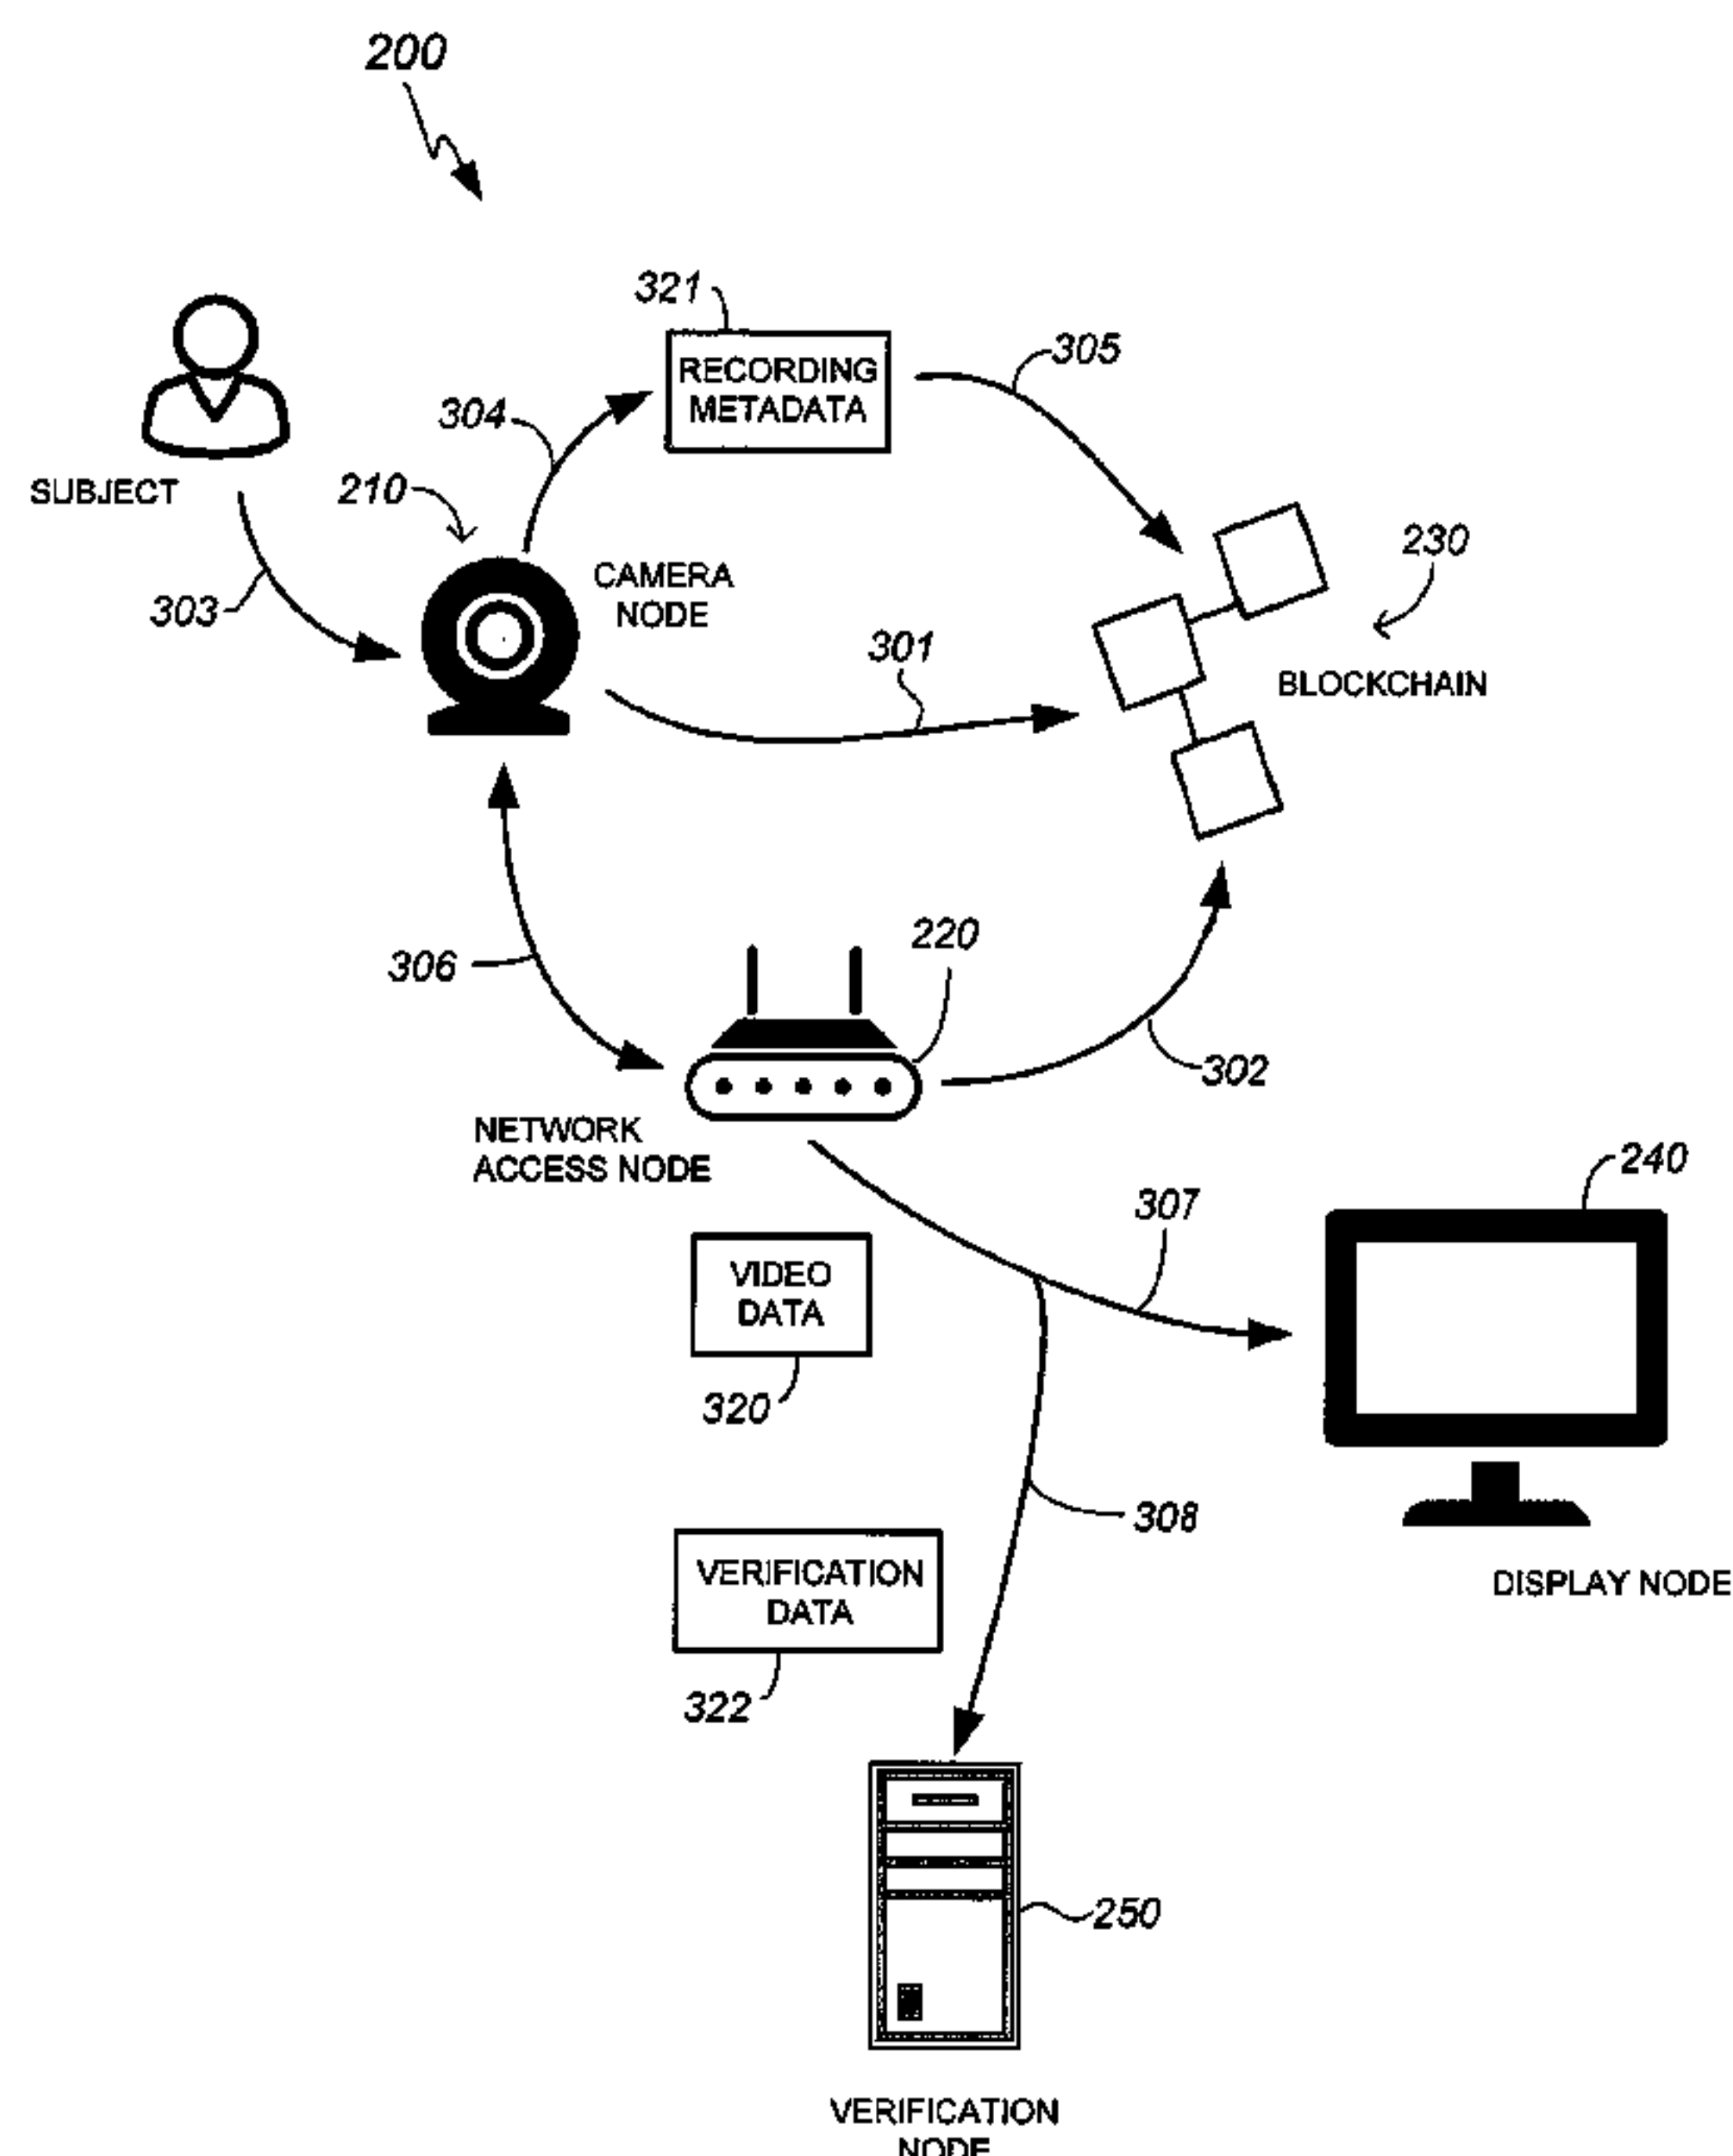 200
321
RECORDING
METADATA
305
304
SUBJECT
210
230
303
CAMERA
NODE
301
BLOCKCHAIN
306
220
302
NETWORK
ACCESS NODE
240
307
VIDEO
DATA
320
308
VERIFICATION
DATA
DISPLAY NODE
322
250
VERIFICATION
NODE